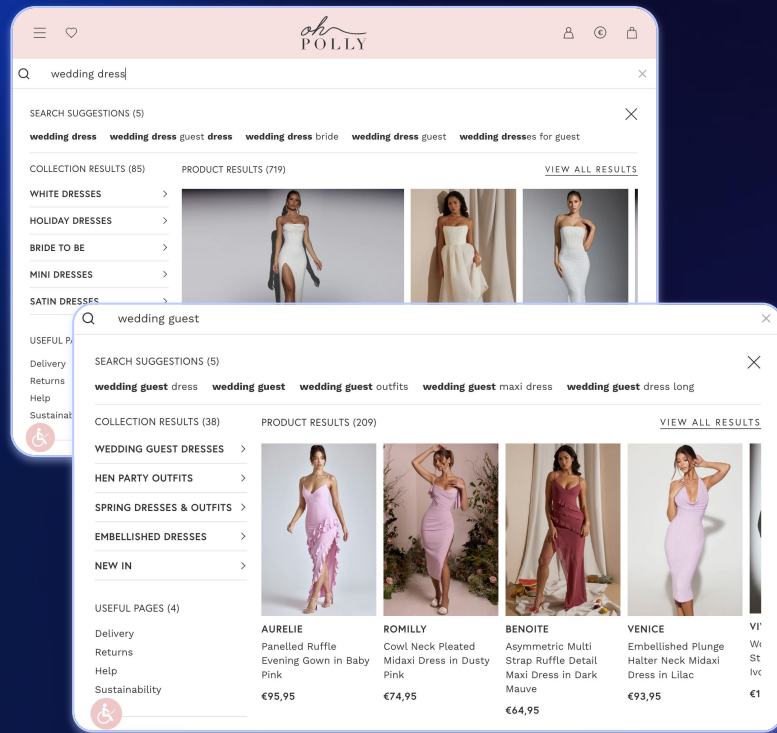 oh
POLLY
wedding dress
SEARCH SUGGESTIONS (5)
wedding dress wedding dress guest dress wedding dress bride wedding dress guest wedding dresses for guest
COLLECTION RESULTS (85)
PRODUCT RESULTS (719)
VIEW ALL RESULTS
WHITE DRESSES
HOLIDAY DRESSES
BRIDE TO BE
MINI DRESSES
SATIN DRESSES
USEFUL
Delivery
Returns
Help
wedding guest
SEARCH SUGGESTIONS (5)
wedding guest dress wedding guest wedding guest outfits wedding guest maxi dress wedding guest dress long
COLLECTION RESULTS (38)
PRODUCT RESULTS (209)
VIEW ALL RESULTS
WEDDING GUEST DRESSES
HEN PARTY OUTFITS
SPRING DRESSES & OUTFITS
EMBELLISHED DRESSES
NEW IN
USEFUL PAGES (4)
Delivery
Returns
Help
Sustainability
AURELIE
Panelled Ruffle
Evening Gown in Baby
Pink
€95,95
ROMILLY
Cowl Neck Pleated
Midaxi Dress in Dusty
Pink
€74,95
BENOITE
Asymmetric Multi
Strap Ruffle Detail
Maxi Dress in Dark
Mauve
€64,95
VENICE
Embellished Plunge
Halter Neck Midaxi
Dress in Lilac
€93,95